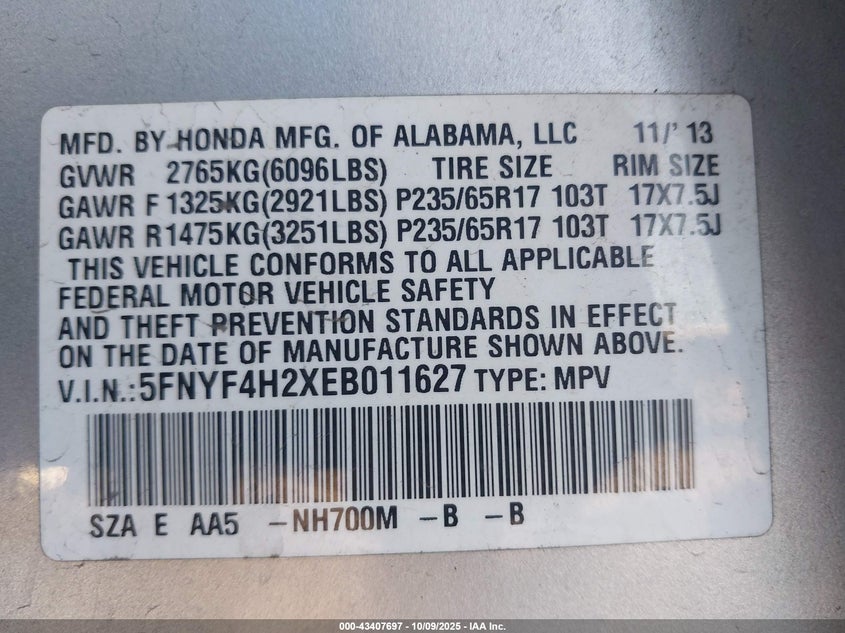 MFD. BY HONDA MFG. OF ALABAMA, LLC 11/'13
GVWR 2765KG(6096LBS) TIRE SIZE RIM SIZE
GAWR F 1325KG(2921LBS) P235/65R17 103T 17X7.5J
GAWR R1475KG(3251LBS) P235/65R17 103T 17X7.5J
THIS VEHICLE CONFORMS TO ALL APPLICABLE
FEDERAL MOTOR VEHICLE SAFETY
AND THEFT PREVENTION STANDARDS IN EFFECT
ON THE DATE OF MANUFACTURE SHOWN ABOVE.
V.I.N.:5FNYF4H2XEB011627 TYPE: MPV
SZA E AA5 -NH700M -B -B
000-43407697 - 10/09/2025 - IAA Inc.